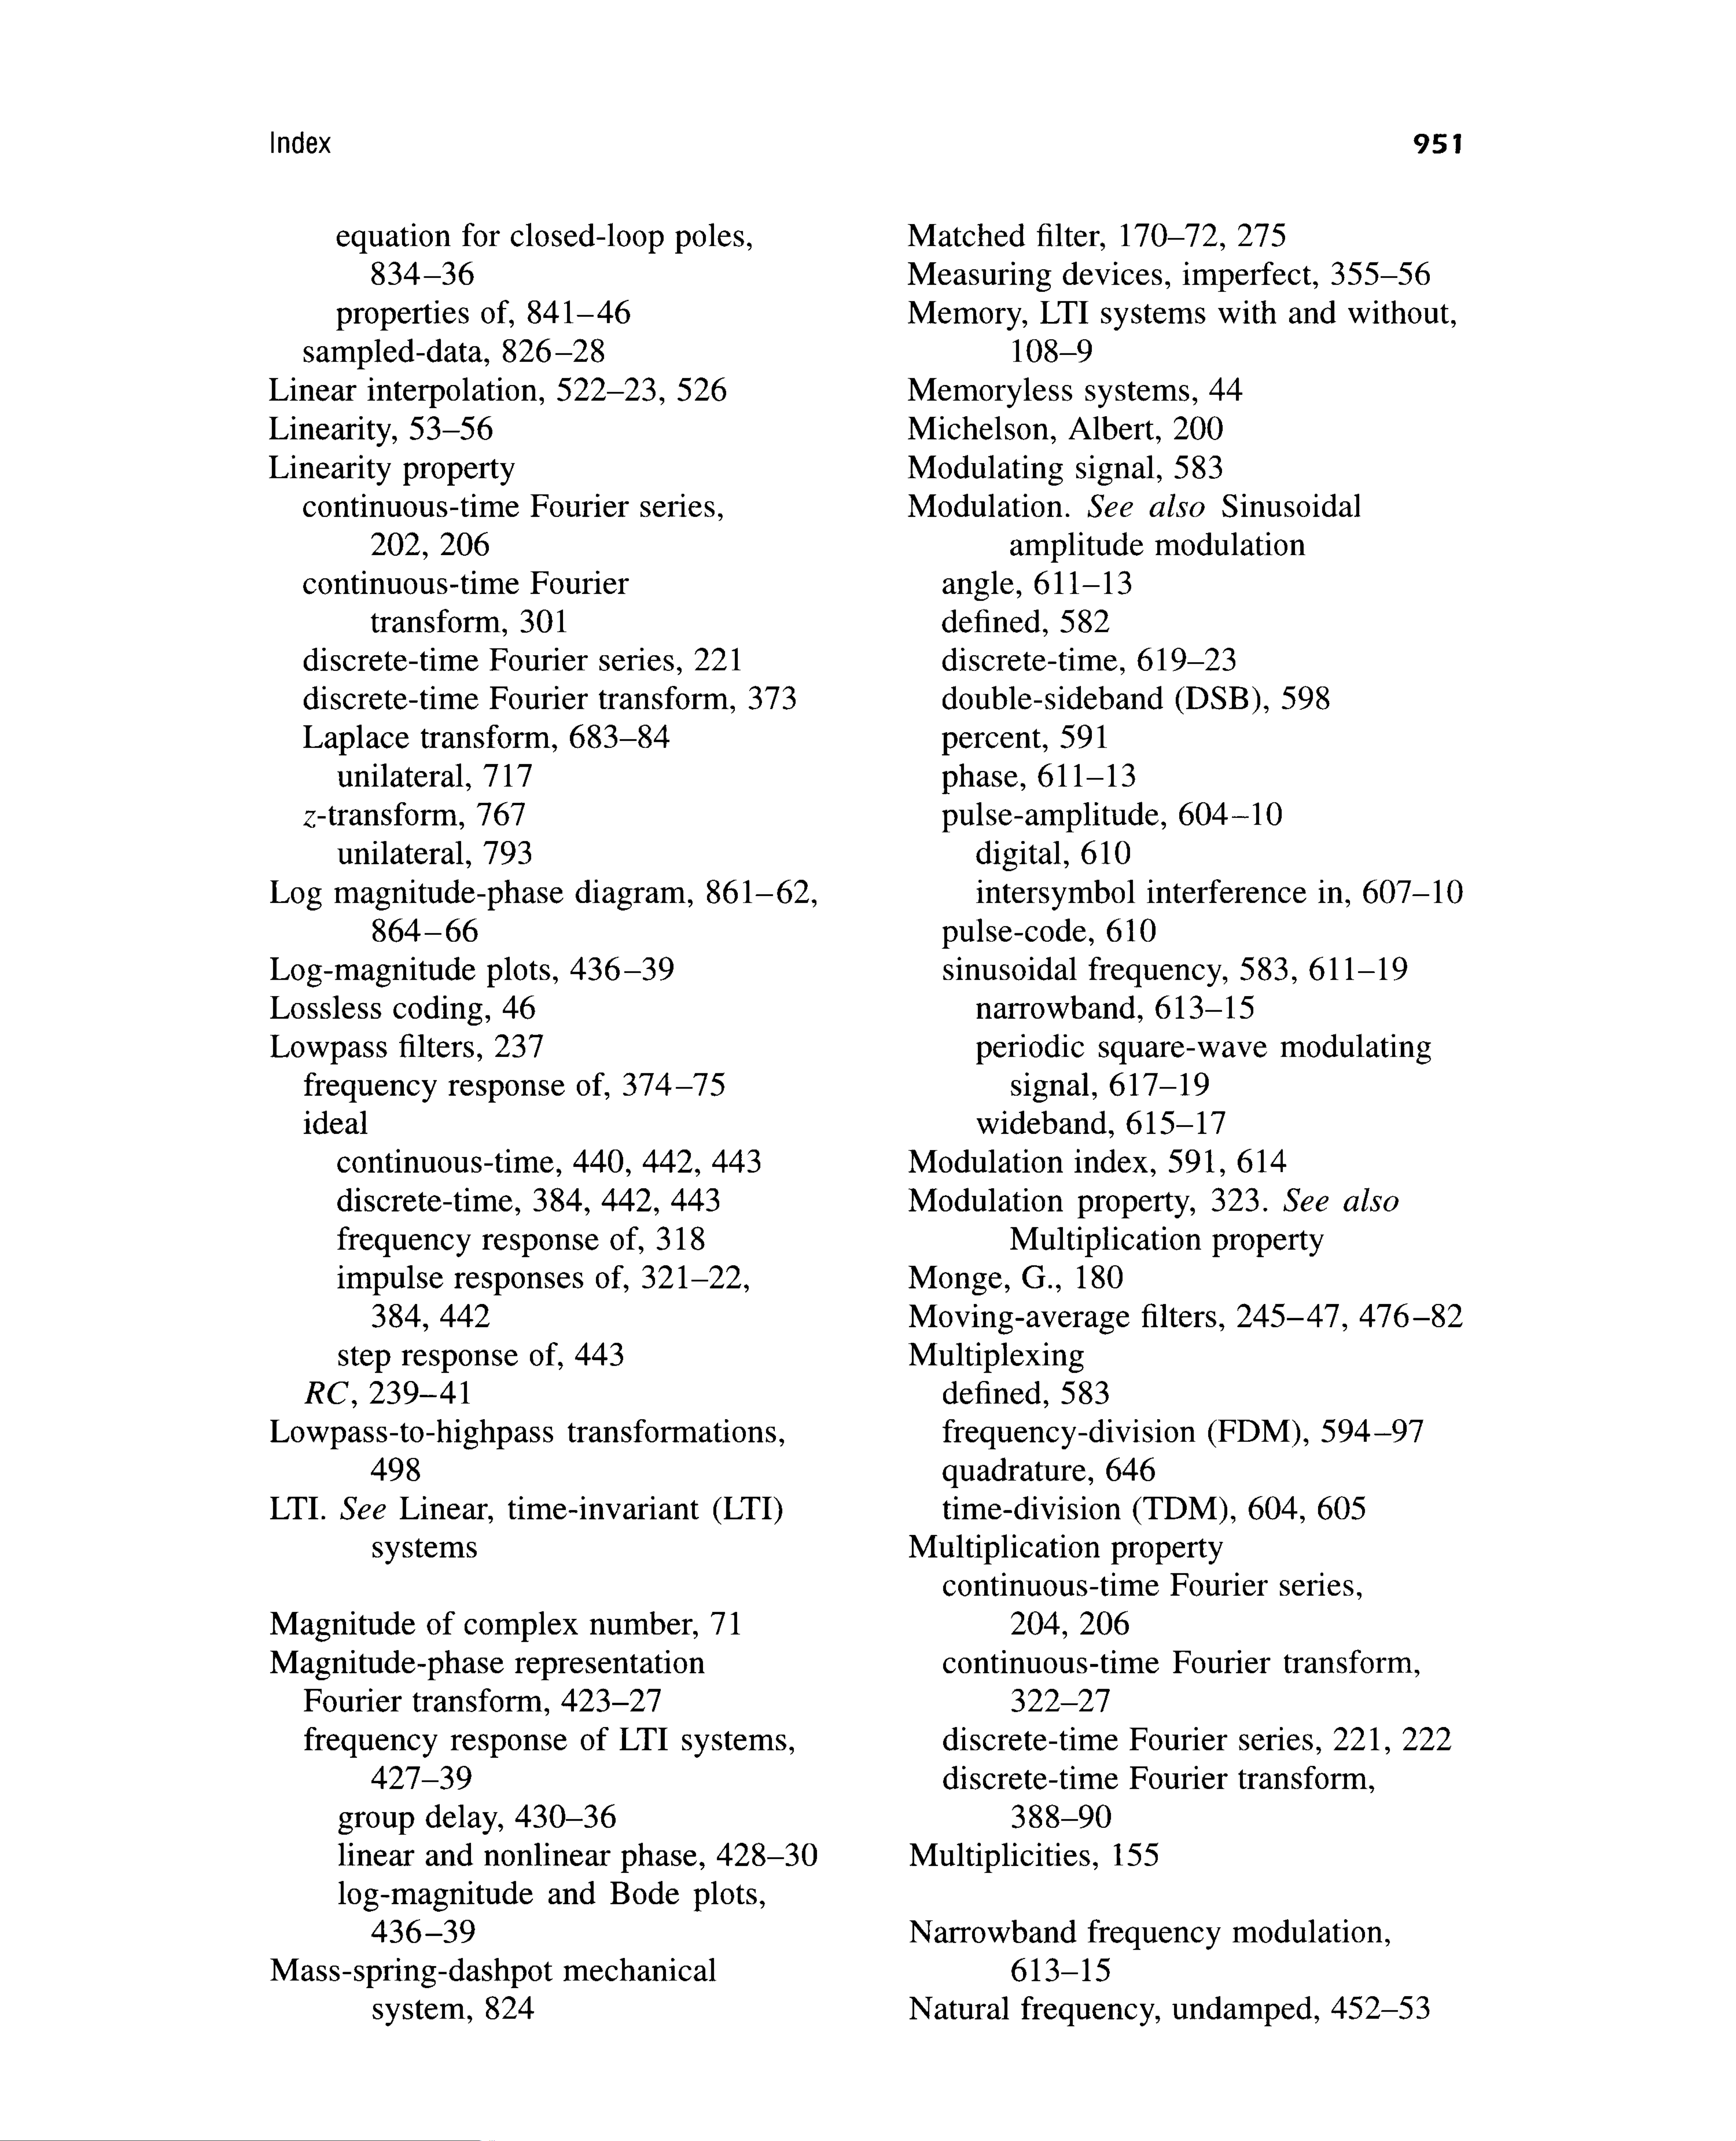 Index
951
equation for closed-loop poles,
834–36
properties of, 841–46
sampled-data, 826–28
Linear interpolation, 522–23, 526
Linearity, 53–56
Linearity property
continuous-time Fourier series,
202, 206
continuous-time Fourier
transform, 301
discrete-time Fourier series, 221
discrete-time Fourier transform, 373
Laplace transform, 683–84
unilateral, 717
z-transform, 767
unilateral, 793
Log magnitude-phase diagram, 861–62,
864–66
Log-magnitude plots, 436–39
Lossless coding, 46
Lowpass filters, 237
frequency response of, 374–75
ideal
continuous-time, 440, 442, 443
discrete-time, 384, 442, 443
frequency response of, 318
impulse responses of, 321–22,
384, 442
step response of, 443
RC, 239–41
Lowpass-to-highpass transformations,
498
LTI. See Linear, time-invariant (LTI)
systems
Magnitude of complex number, 71
Magnitude-phase representation
Fourier transform, 423–27
frequency response of LTI systems,
427–39
group delay, 430–36
linear and nonlinear phase, 428–30
log-magnitude and Bode plots,
436–39
Mass-spring-dashpot mechanical
system, 824
Matched filter, 170–72, 275
Measuring devices, imperfect, 355–56
Memory, LTI systems with and without,
108–9
Memoryless systems, 44
Michelson, Albert, 200
Modulating signal, 583
Modulation. See also Sinusoidal
amplitude modulation
angle, 611–13
defined, 582
discrete-time, 619–23
double-sideband (DSB), 598
percent, 591
phase, 611–13
pulse-amplitude, 604–10
digital, 610
intersymbol interference in, 607–10
pulse-code, 610
sinusoidal frequency, 583, 611–19
narrowband, 613–15
periodic square-wave modulating
signal, 617–19
wideband, 615–17
Modulation index, 591, 614
Modulation property, 323. See also
Multiplication property
Monge, G., 180
Moving-average filters, 245–47, 476–82
Multiplexing
defined, 583
frequency-division (FDM), 594–97
quadrature, 646
time-division (TDM), 604, 605
Multiplication property
continuous-time Fourier series,
204, 206
continuous-time Fourier transform,
322–27
discrete-time Fourier series, 221, 222
discrete-time Fourier transform,
388–90
Multiplicities, 155
Narrowband frequency modulation,
613–15
Natural frequency, undamped, 452–53